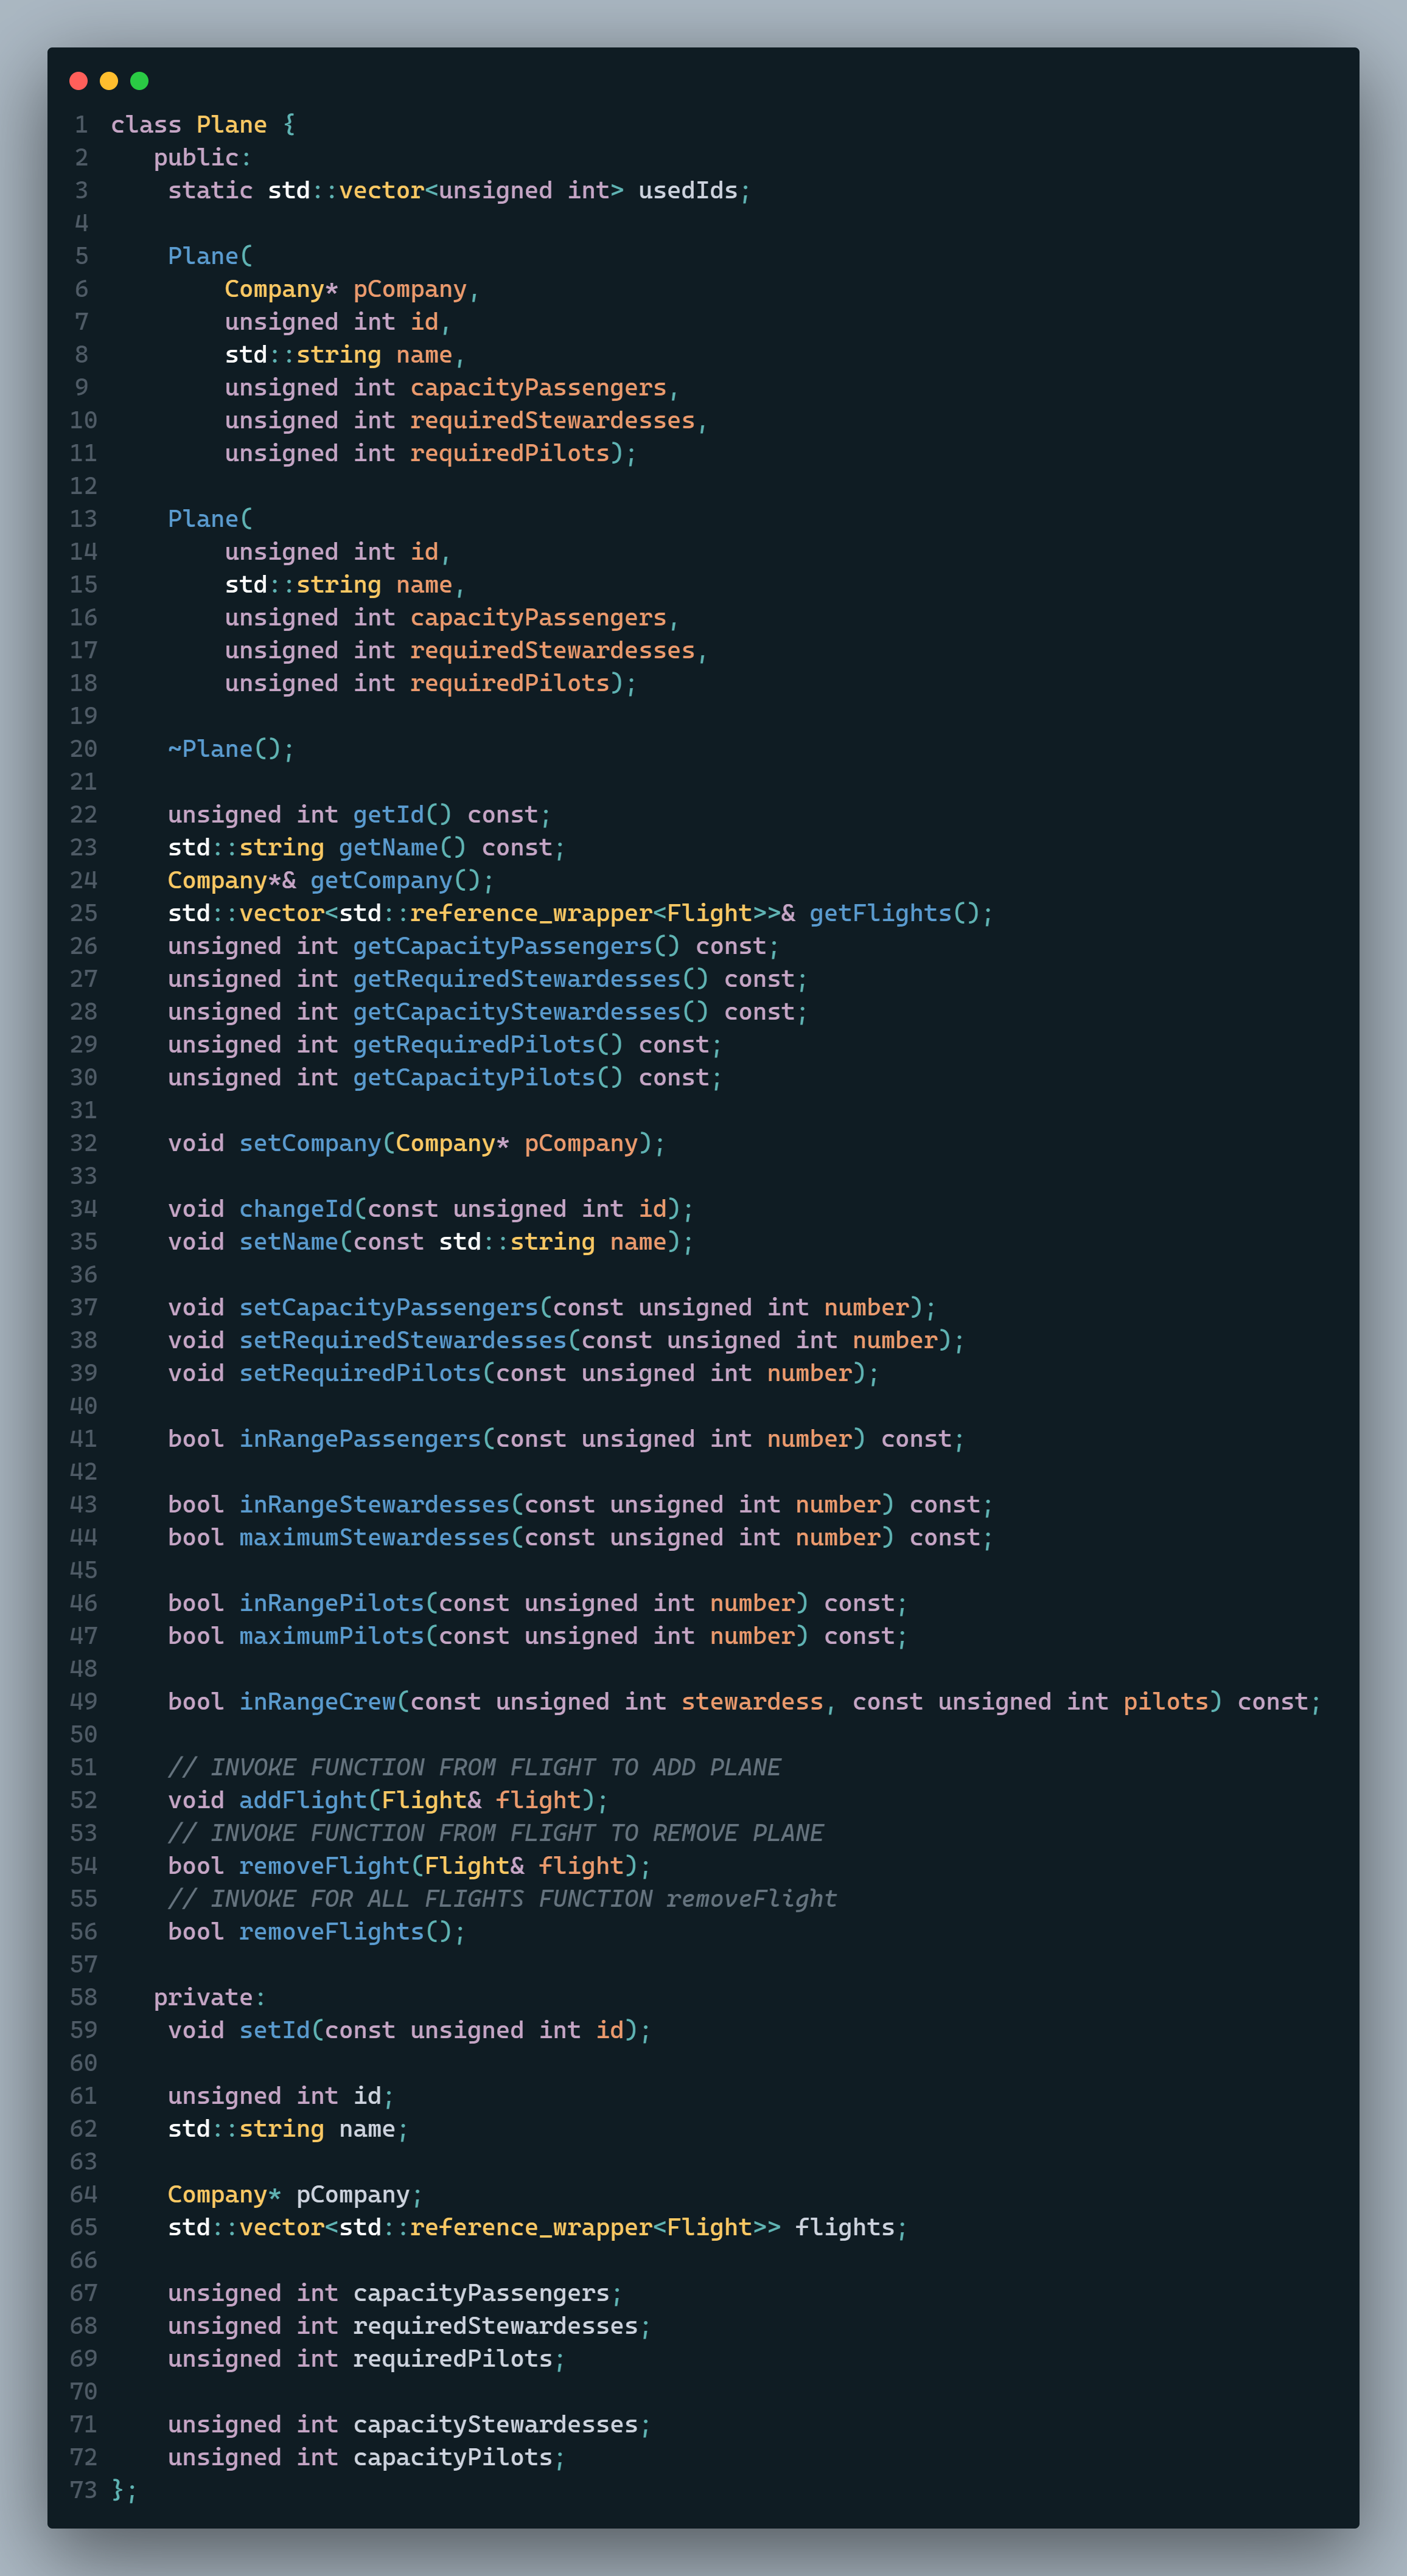 1 class Plane {
2    public:
3     static std::vector<unsigned int> usedIds;
4
5     Plane(
6         Company* pCompany,
7         unsigned int id,
8         std::string name,
9         unsigned int capacityPassengers,
10         unsigned int requiredStewardesses,
11         unsigned int requiredPilots);
12
13     Plane(
14         unsigned int id,
15         std::string name,
16         unsigned int capacityPassengers,
17         unsigned int requiredStewardesses,
18         unsigned int requiredPilots);
19
20     ~Plane();
21
22     unsigned int getId() const;
23     std::string getName() const;
24     Company*& getCompany();
25     std::vector<std::reference_wrapper<Flight>>& getFlights();
26     unsigned int getCapacityPassengers() const;
27     unsigned int getRequiredStewardesses() const;
28     unsigned int getCapacityStewardesses() const;
29     unsigned int getRequiredPilots() const;
30     unsigned int getCapacityPilots() const;
31
32     void setCompany(Company* pCompany);
33
34     void changeId(const unsigned int id);
35     void setName(const std::string name);
36
37     void setCapacityPassengers(const unsigned int number);
38     void setRequiredStewardesses(const unsigned int number);
39     void setRequiredPilots(const unsigned int number);
40
41     bool inRangePassengers(const unsigned int number) const;
42
43     bool inRangeStewardesses(const unsigned int number) const;
44     bool maximumStewardesses(const unsigned int number) const;
45
46     bool inRangePilots(const unsigned int number) const;
47     bool maximumPilots(const unsigned int number) const;
48
49     bool inRangeCrew(const unsigned int stewardess, const unsigned int pilots) const;
50
51     // INVOKE FUNCTION FROM FLIGHT TO ADD PLANE
52     void addFlight(Flight& flight);
53     // INVOKE FUNCTION FROM FLIGHT TO REMOVE PLANE
54     bool removeFlight(Flight& flight);
55     // INVOKE FOR ALL FLIGHTS FUNCTION removeFlight
56     bool removeFlights();
57
58    private:
59     void setId(const unsigned int id);
60
61     unsigned int id;
62     std::string name;
63
64     Company* pCompany;
65     std::vector<std::reference_wrapper<Flight>> flights;
66
67     unsigned int capacityPassengers;
68     unsigned int requiredStewardesses;
69     unsigned int requiredPilots;
70
71     unsigned int capacityStewardesses;
72     unsigned int capacityPilots;
73 };